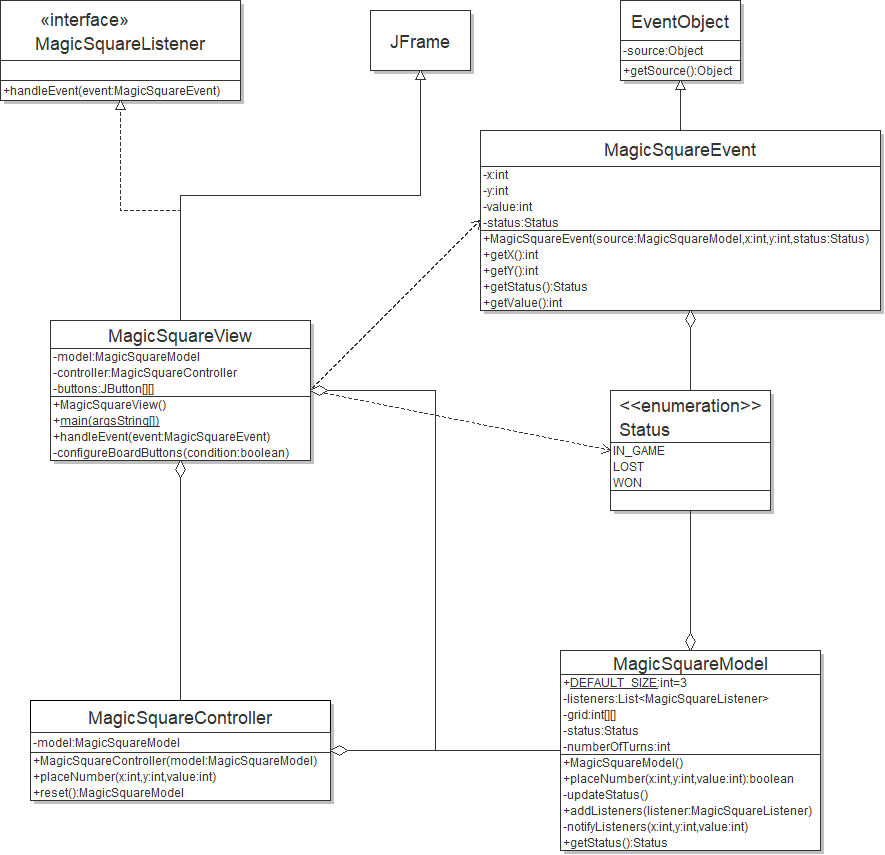 «interface»
MagicSquareListener
+handleEvent(event:MagicSquareEvent)
JFrame
EventObject
-source:Object
+getSource():Object
MagicSquareEvent
-x:int
-y:int
-value:int
-status:Status
+MagicSquareEvent(source:MagicSquareModel,x:int,y:int,status:Status)
+getX():int
+getY():int
+getStatus():Status
+getValue():int
MagicSquareView
-model:MagicSquareModel
-controller:MagicSquareController
-buttons:JButton[][]
+MagicSquareView()
+main(argsString[])
+handleEvent(event:MagicSquareEvent)
-configureBoardButtons(condition:boolean)
<<enumeration>>
Status
IN_GAME
LOST
WON
MagicSquareController
-model:MagicSquareModel
+MagicSquareController(model:MagicSquareModel)
+placeNumber(x:int,y:int,value:int)
+reset():MagicSquareModel
MagicSquareModel
+DEFAULT_SIZE:int=3
-listeners:List<MagicSquareListener>
-grid:int[][]
-status:Status
-numberOfTurns:int
+MagicSquareModel()
+placeNumber(x:int,y:int,value:int):boolean
-updateStatus()
+addListeners(listener:MagicSquareListener)
-notifyListeners(x:int,y:int,value:int)
+getStatus():Status